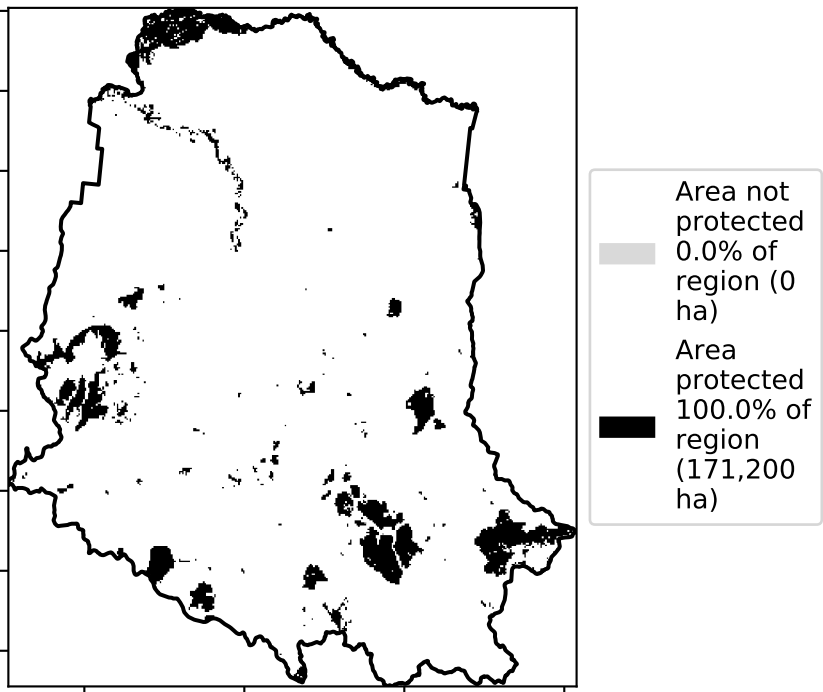 Area not
protected
0.0% of
region (0
ha)
Area
protected
100.0% of
region
(171,200
ha)